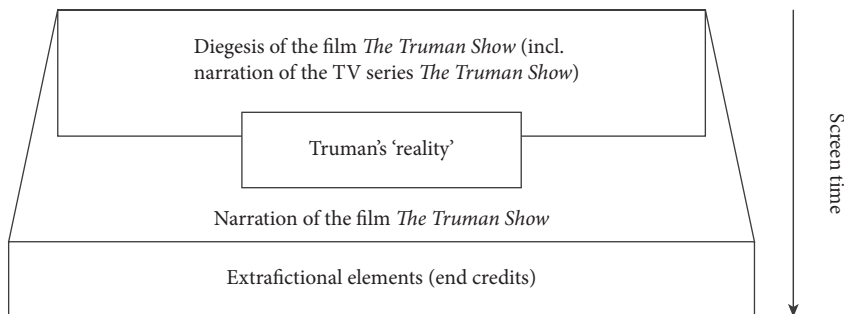 Diegesis of the film The Truman Show (incl.
narration of the TV series The Truman Show)
Truman’s ‘reality’
Narration of the film The Truman Show
Extrafictional elements (end credits)
Screen time